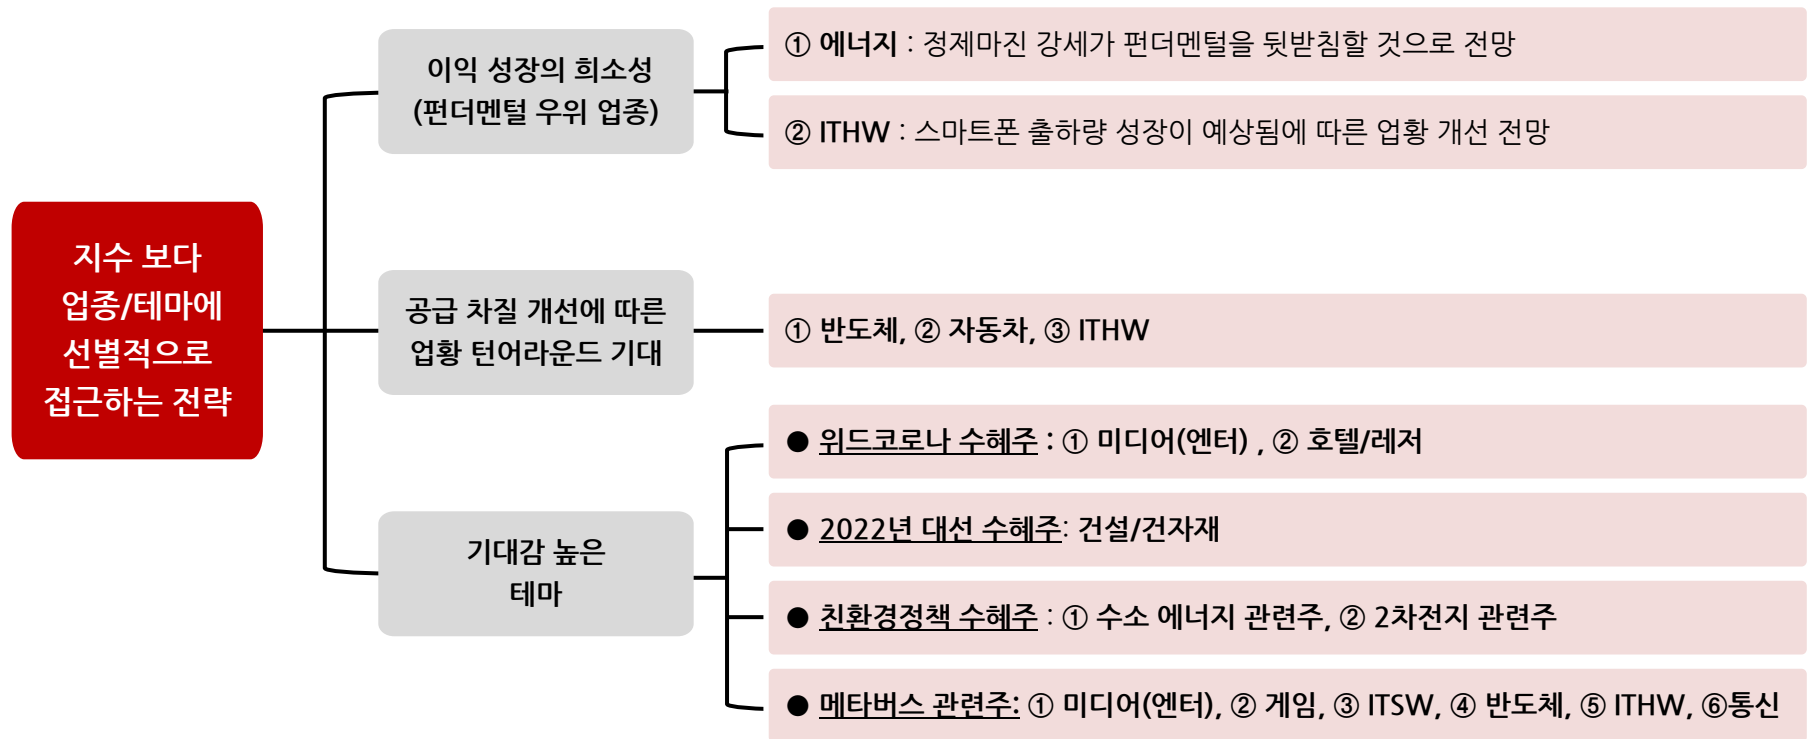 지수 보다
업종/테마에
선별적으로
접근하는 전략
이익 성장의 희소성
(펀더멘털 우위 업종)
① 에너지 : 정제마진 강세가 펀더멘털을 뒷받침할 것으로 전망
② ITHW : 스마트폰 출하량 성장이 예상됨에 따른 업황 개선 전망
공급 차질 개선에 따른
업황 턴어라운드 기대
① 반도체, ② 자동차, ③ ITHW
기대감 높은
테마
● 위드코로나 수혜주 : ① 미디어(엔터) , ② 호텔/레저
● 2022년 대선 수혜주: 건설/건자재
● 친환경정책 수혜주 : ① 수소 에너지 관련주, ② 2차전지 관련주
● 메타버스 관련주: ① 미디어(엔터), ② 게임, ③ ITSW, ④ 반도체, ⑤ ITHW, ⑥통신